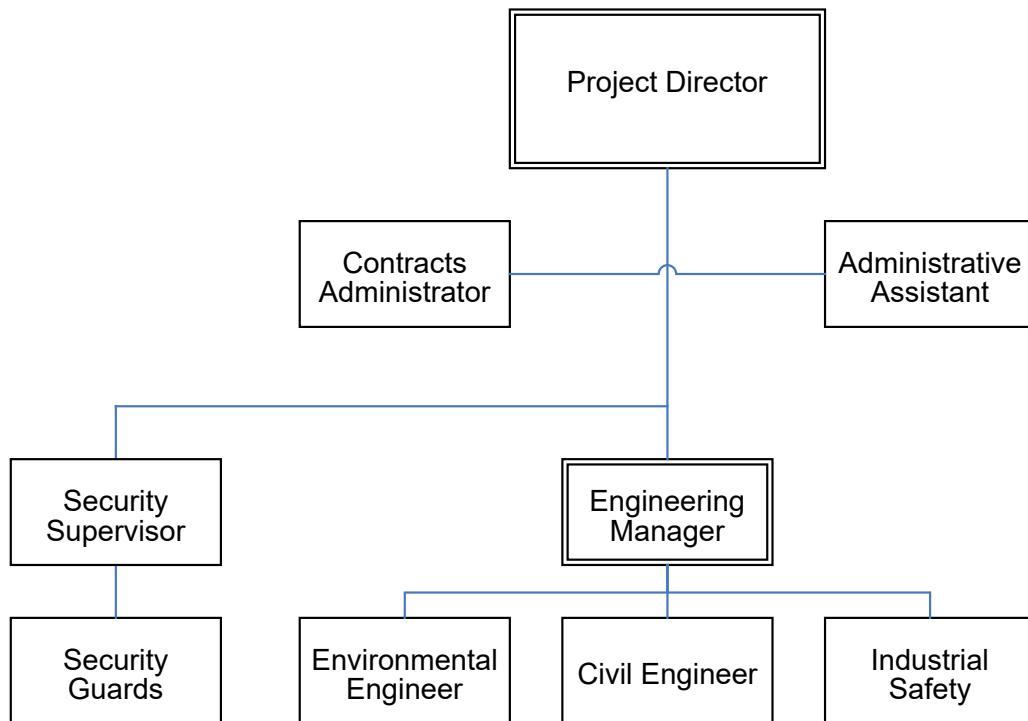 Project Director
Contracts
Administrator
Administrative
Assistant
Security
Supervisor
Engineering
Manager
Security
Guards
Environmental
Engineer
Civil Engineer
Industrial
Safety